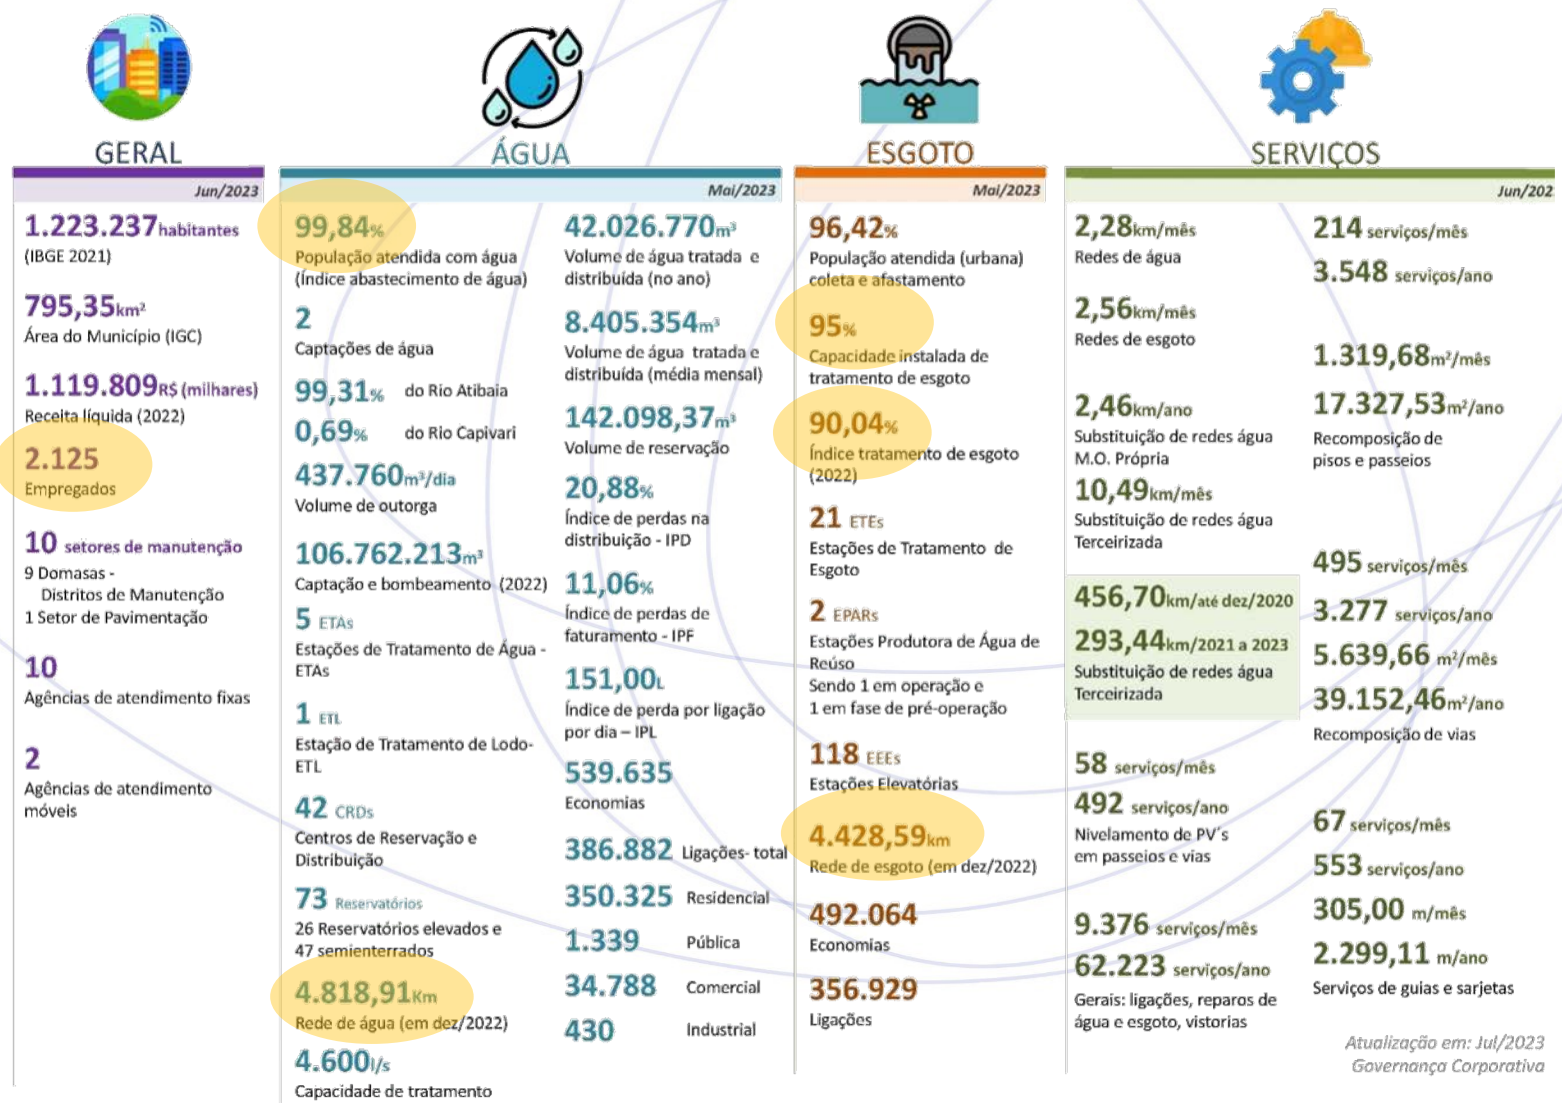 GERAL
Jun/2023
1.223.237 habitantes
(IBGE 2021)
795,35km²
Área do Município (IGC)
1.119.809R$ (milhares)
Receita líquida (2022)
2.125
Empregados
10 setores de manutenção
9 Domasas -
Distritos de Manutenção
1 Setor de Pavimentação
10
Agências de atendimento fixas
2
Agências de atendimento
móveis
ÁGUA
Mai/2023
99,84%
População atendida com água
(Índice abastecimento de água)
2
Captações de água
99,31% do Rio Atibaia
0,69% do Rio Capivari
437.760m³/dia
Volume de outorga
106.762.213m³
Captação e bombeamento (2022)
5 ETAs
Estações de Tratamento de Água -
ETAs
1 ETL
Estação de Tratamento de Lodo-
ETL
42 CRDs
Centros de Reservação e
Distribuição
73 Reservatórios
26 Reservatórios elevados e
47 semienterrados
4.818,91Km
Rede de água (em dez/2022)
4.600l/s
Capacidade de tratamento
42.026.770m³
Volume de água tratada e
distribuída (no ano)
8.405.354m³
Volume de água tratada e
distribuída (média mensal)
142.098,37m³
Volume de reservação
20,88%
Índice de perdas na
distribuição - IPD
11,06%
Índice de perdas de
faturamento - IPF
151,00L
Índice de perda por ligação
por dia – IPL
539.635
Economias
386.882 Ligações- total
350.325 Residencial
1.339 Pública
34.788 Comercial
430 Industrial
ESGOTO
Mai/2023
96,42%
População atendida (urbana)
coleta e afastamento
95%
Capacidade instalada de
tratamento de esgoto
90,04%
Índice tratamento de esgoto
(2022)
21 ETEs
Estações de Tratamento de
Esgoto
2 EPARs
Estações Produtora de Água de
Reúso
Sendo 1 em operação e
1 em fase de pré-operação
118 EEEs
Estações Elevatórias
4.428,59km
Rede de esgoto (em dez/2022)
492.064
Economias
356.929
Ligações
SERVIÇOS
Jun/202
2,28km/mês
Redes de água
2,56km/mês
Redes de esgoto
2,46km/ano
Substituição de redes água
M.O. Própria
10,49km/mês
Substituição de redes água
Terceirizada
456,70km/até dez/2020
293,44km/2021 a 2023
Substituição de redes água
Terceirizada
58 serviços/mês
492 serviços/ano
Nivelamento de PV´s
em passeios e vias
9.376 serviços/mês
62.223 serviços/ano
Gerais: ligações, reparos de
água e esgoto, vistorias
214 serviços/mês
3.548 serviços/ano
1.319,68m²/mês
17.327,53m²/ano
Recomposição de
pisos e passeios
495 serviços/mês
3.277 serviços/ano
5.639,66 m²/mês
39.152,46m²/ano
Recomposição de vias
67 serviços/mês
553 serviços/ano
305,00 m/mês
2.299,11 m/ano
Serviços de guias e sarjetas
Atualização em: Jul/2023
Governança Corporativa